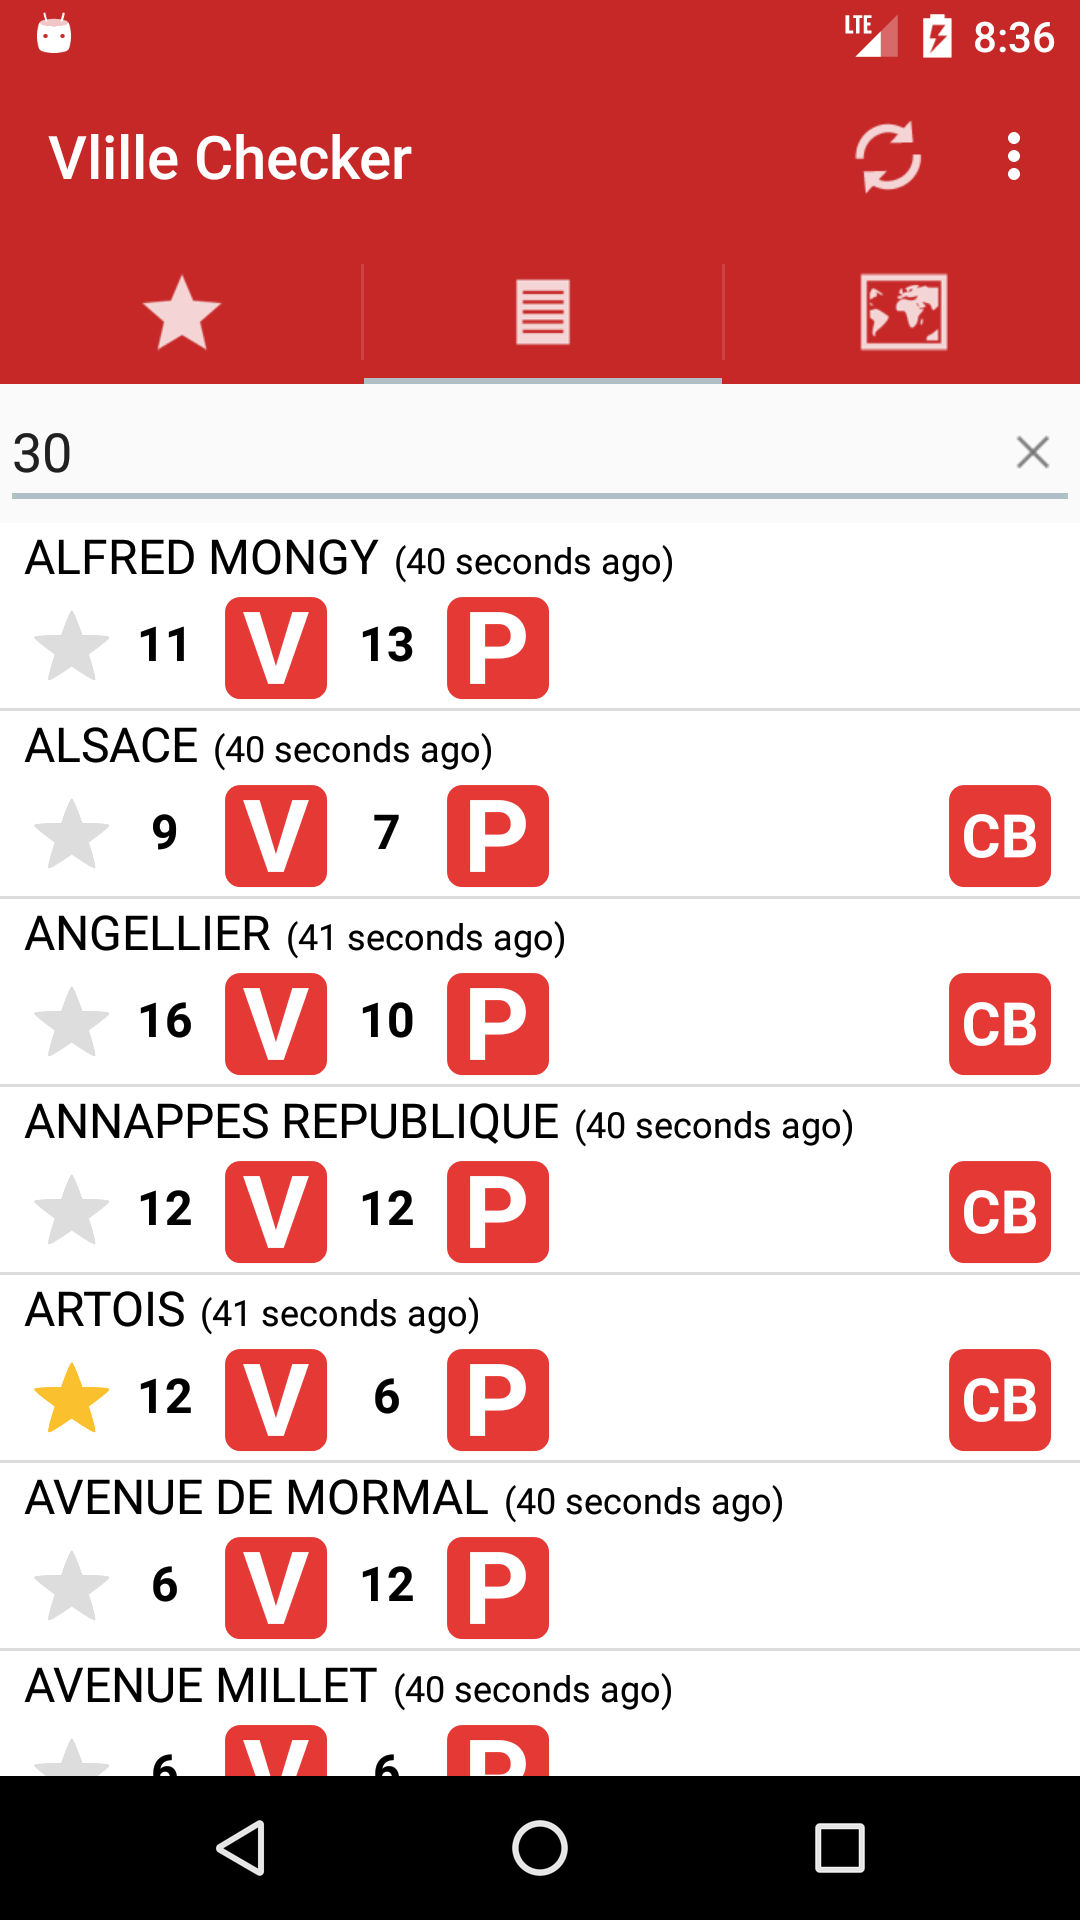 LTE 8:36
Vlille Checker
30
ALFRED MONGY (40 seconds ago)
11 V 13 P
ALSACE (40 seconds ago)
9 V 7 P CB
ANGELLIER (41 seconds ago)
16 V 10 P CB
ANNAPPES REPUBLIQUE (40 seconds ago)
12 V 12 P CB
ARTOIS (41 seconds ago)
12 V 6 P CB
AVENUE DE MORMAL (40 seconds ago)
6 V 12 P
AVENUE MILLET (40 seconds ago)
6 V 6 P